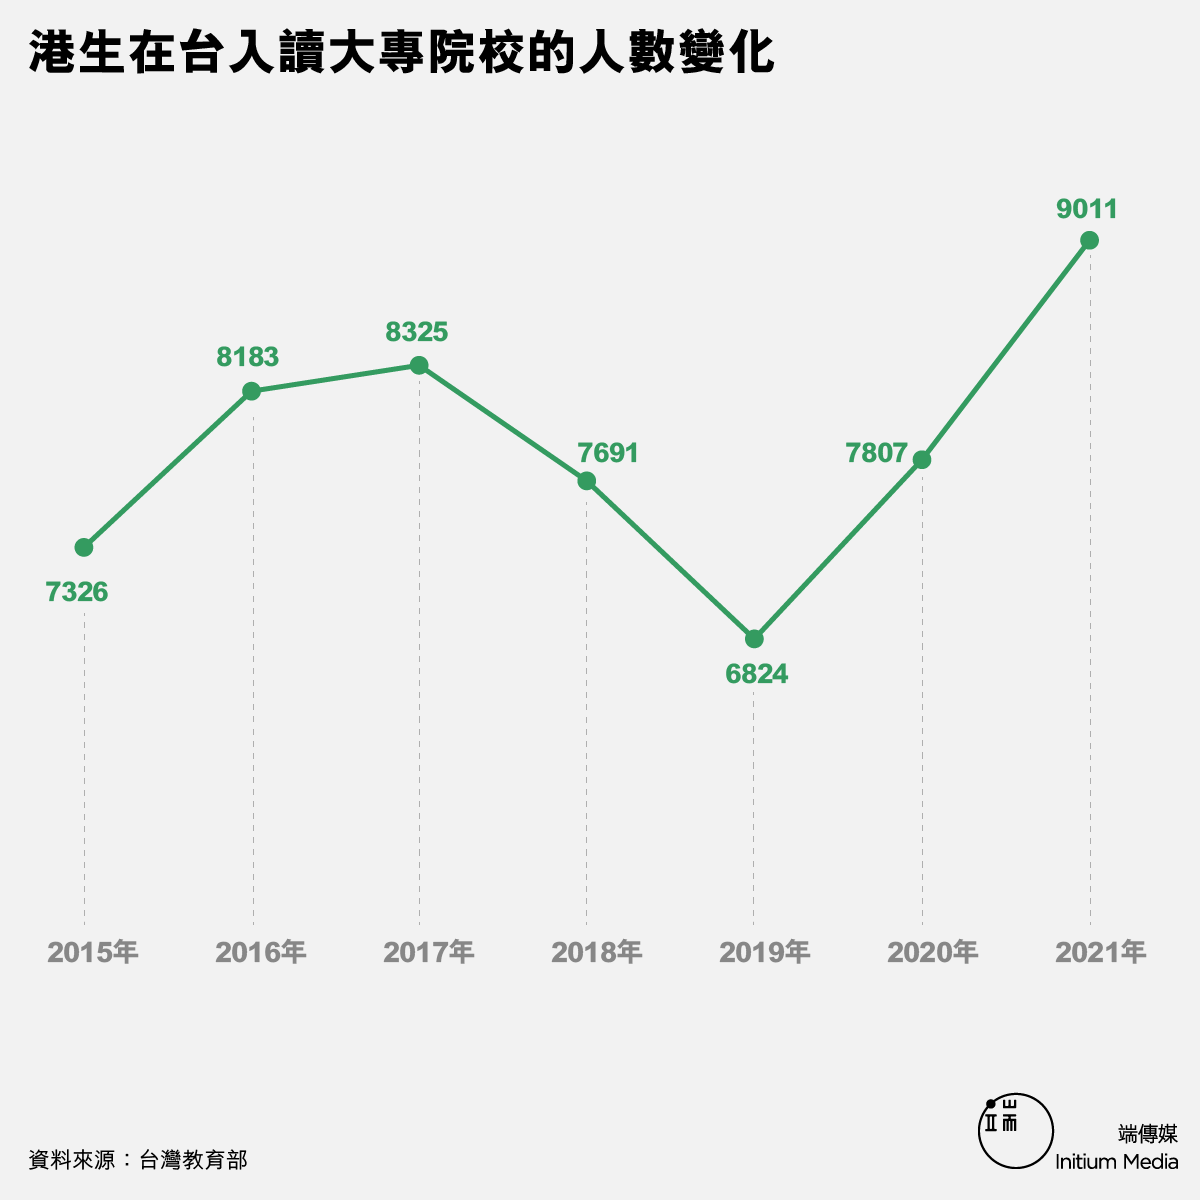 港生在台入讀大專院校的人數變化
9011
8325
8183
7691
7807
7326
6824
2015年 2016年 2017年 2018年 2019年 2020年 2021年
端
端傳媒
Initium Media
資料來源：台灣教育部